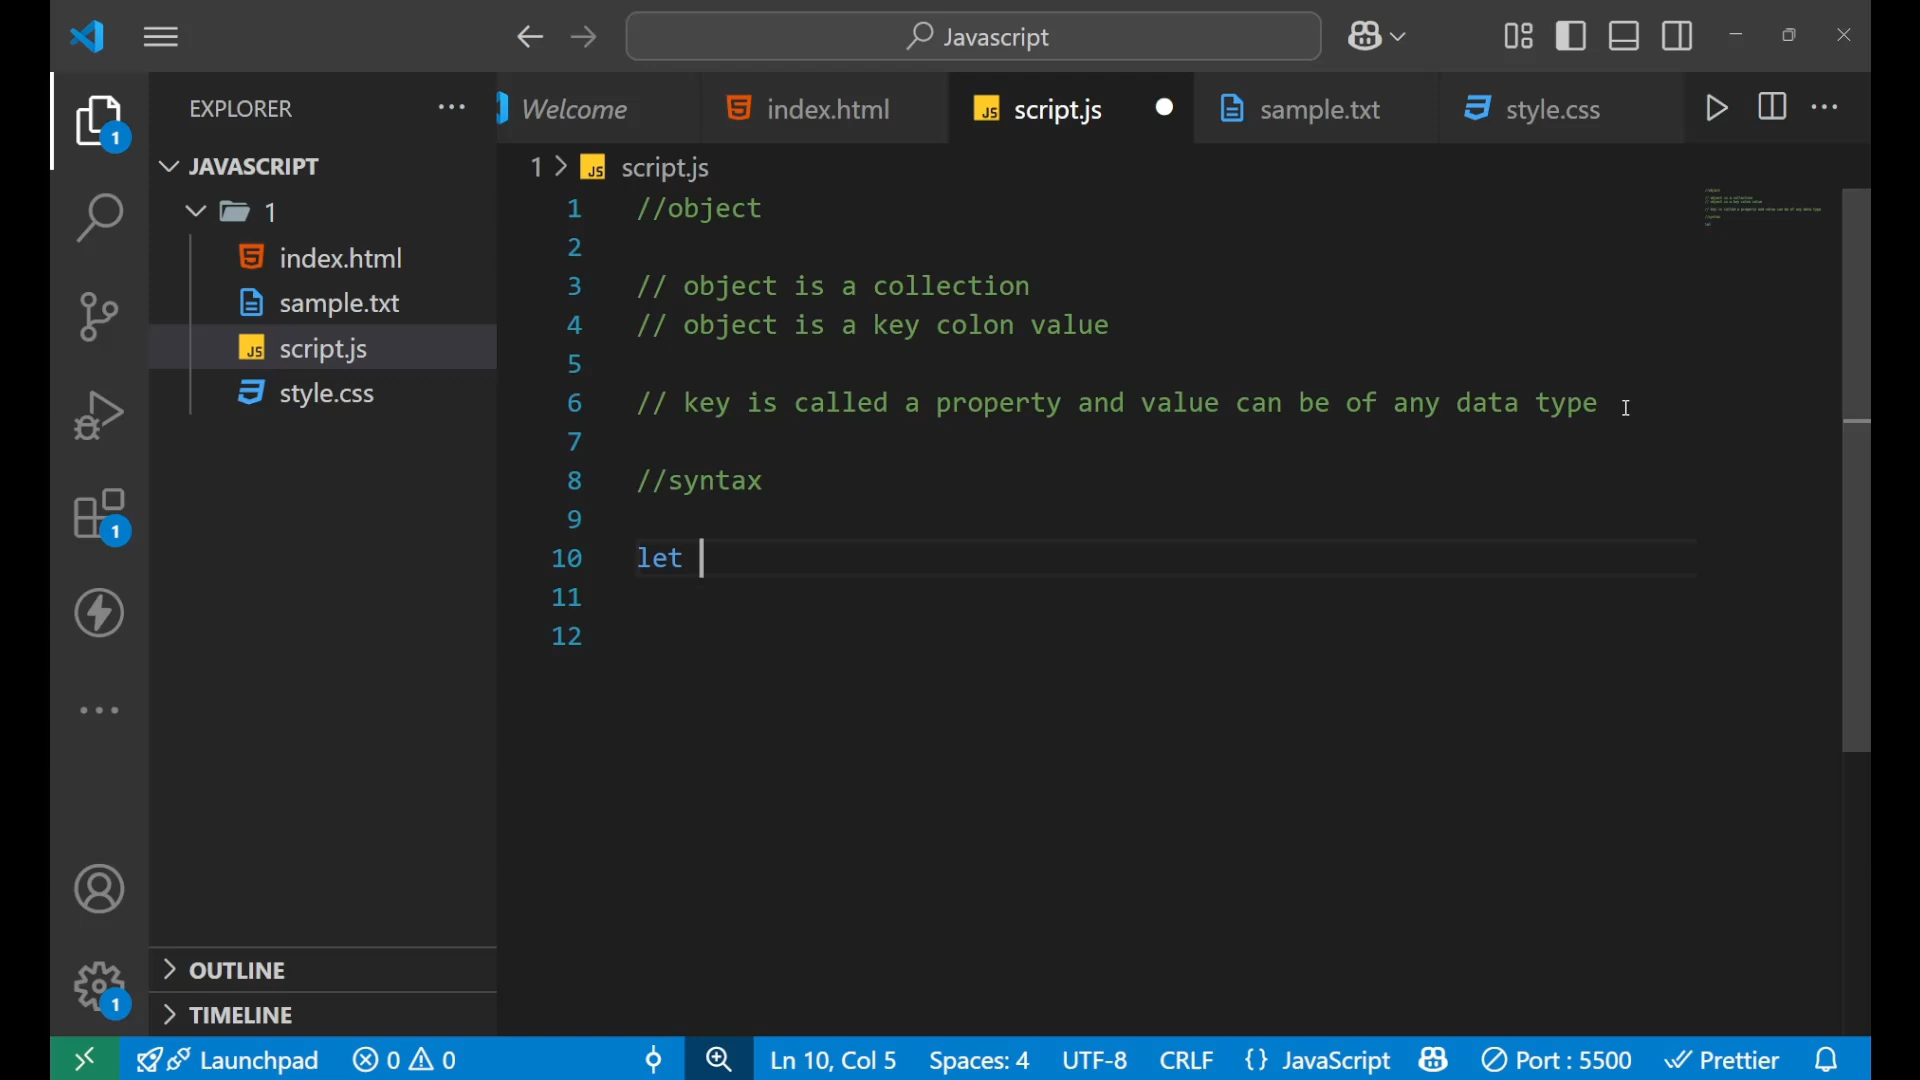 Javascript
EXPLORER
Welcome
index.html
script.js
sample.txt
style.css
1
JAVASCRIPT
1
index.html
sample.txt
script.js
style.css
1 > script.js
1 //object
2
3 // object is a collection
4 // object is a key colon value
5
6 // key is called a property and value can be of any data type
7
8 //syntax
9
10 let
11
12
1
1
OUTLINE
TIMELINE
Launchpad 0 0 Ln 10, Col 5 Spaces: 4 UTF-8 CRLF {} JavaScript Port : 5500 Prettier